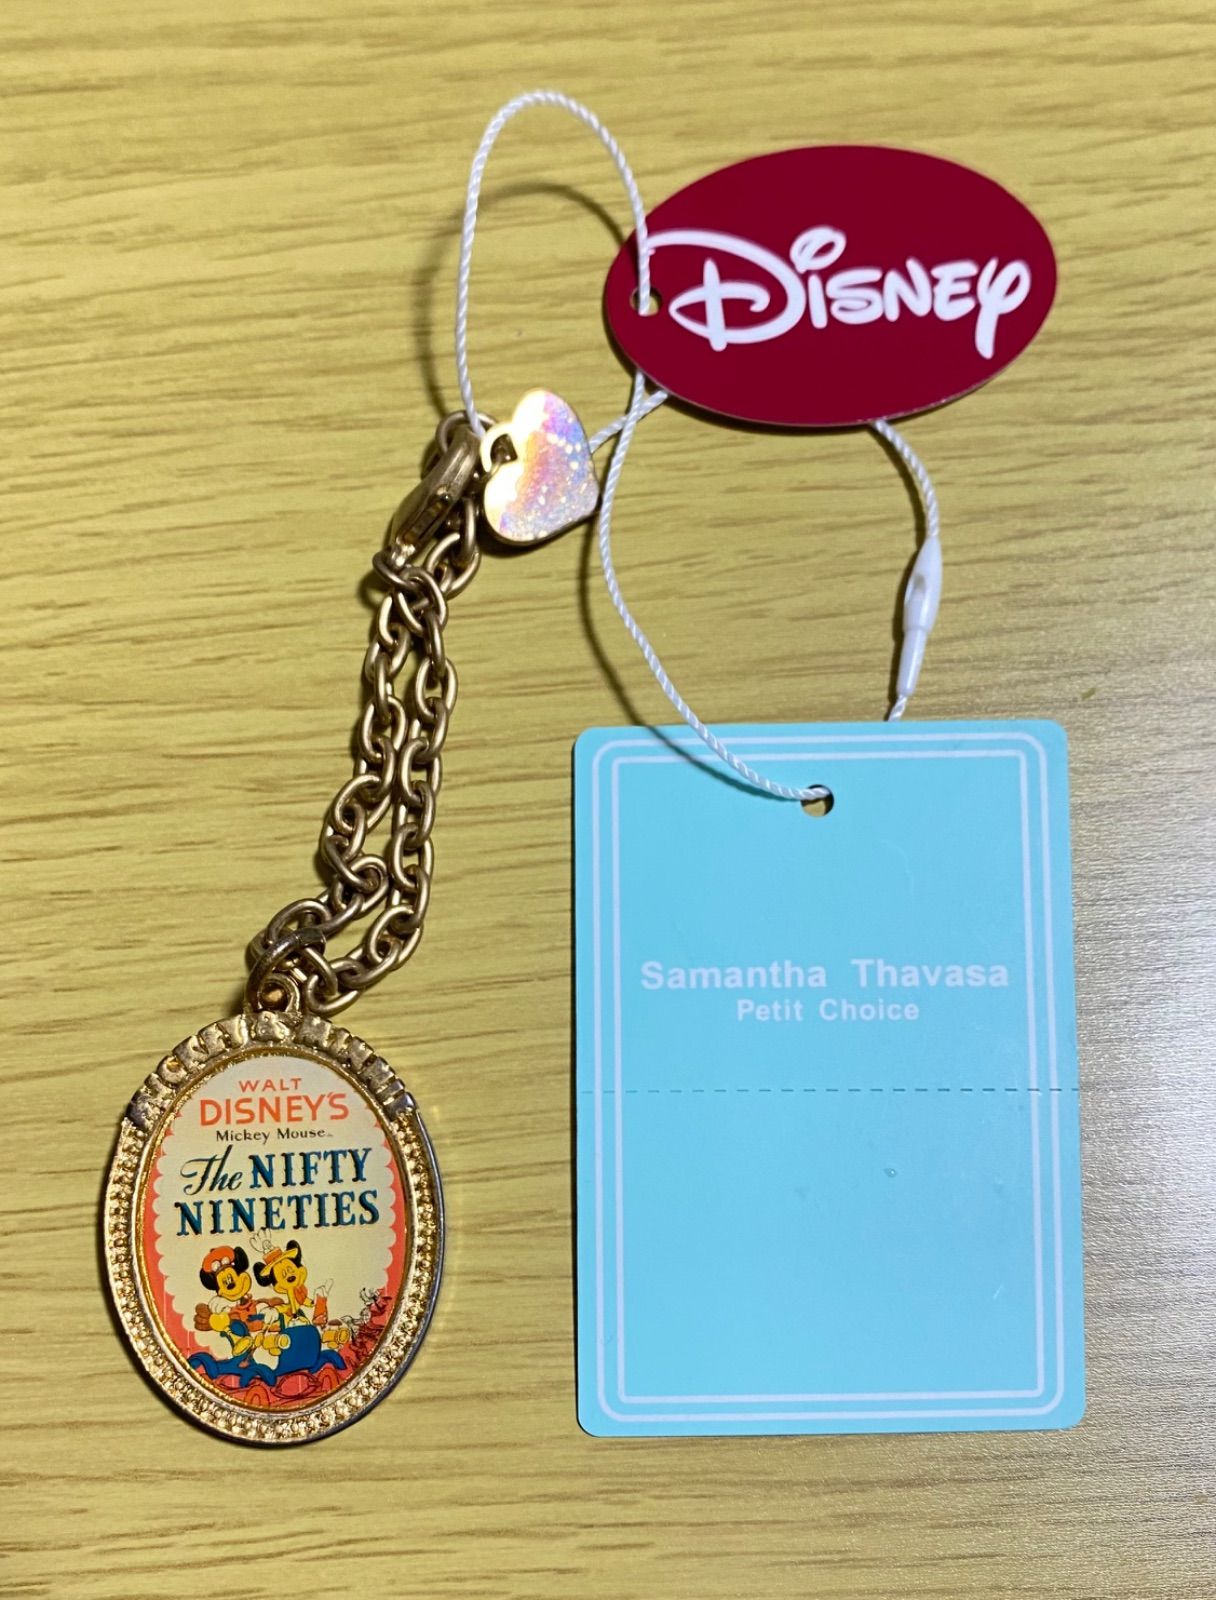 Disney
Samantha Thavasa
Petit Choice
MICKEY & MINNIE
WALT
DISNEY'S
Mickey Mouse
The NIFTY
NINETIES